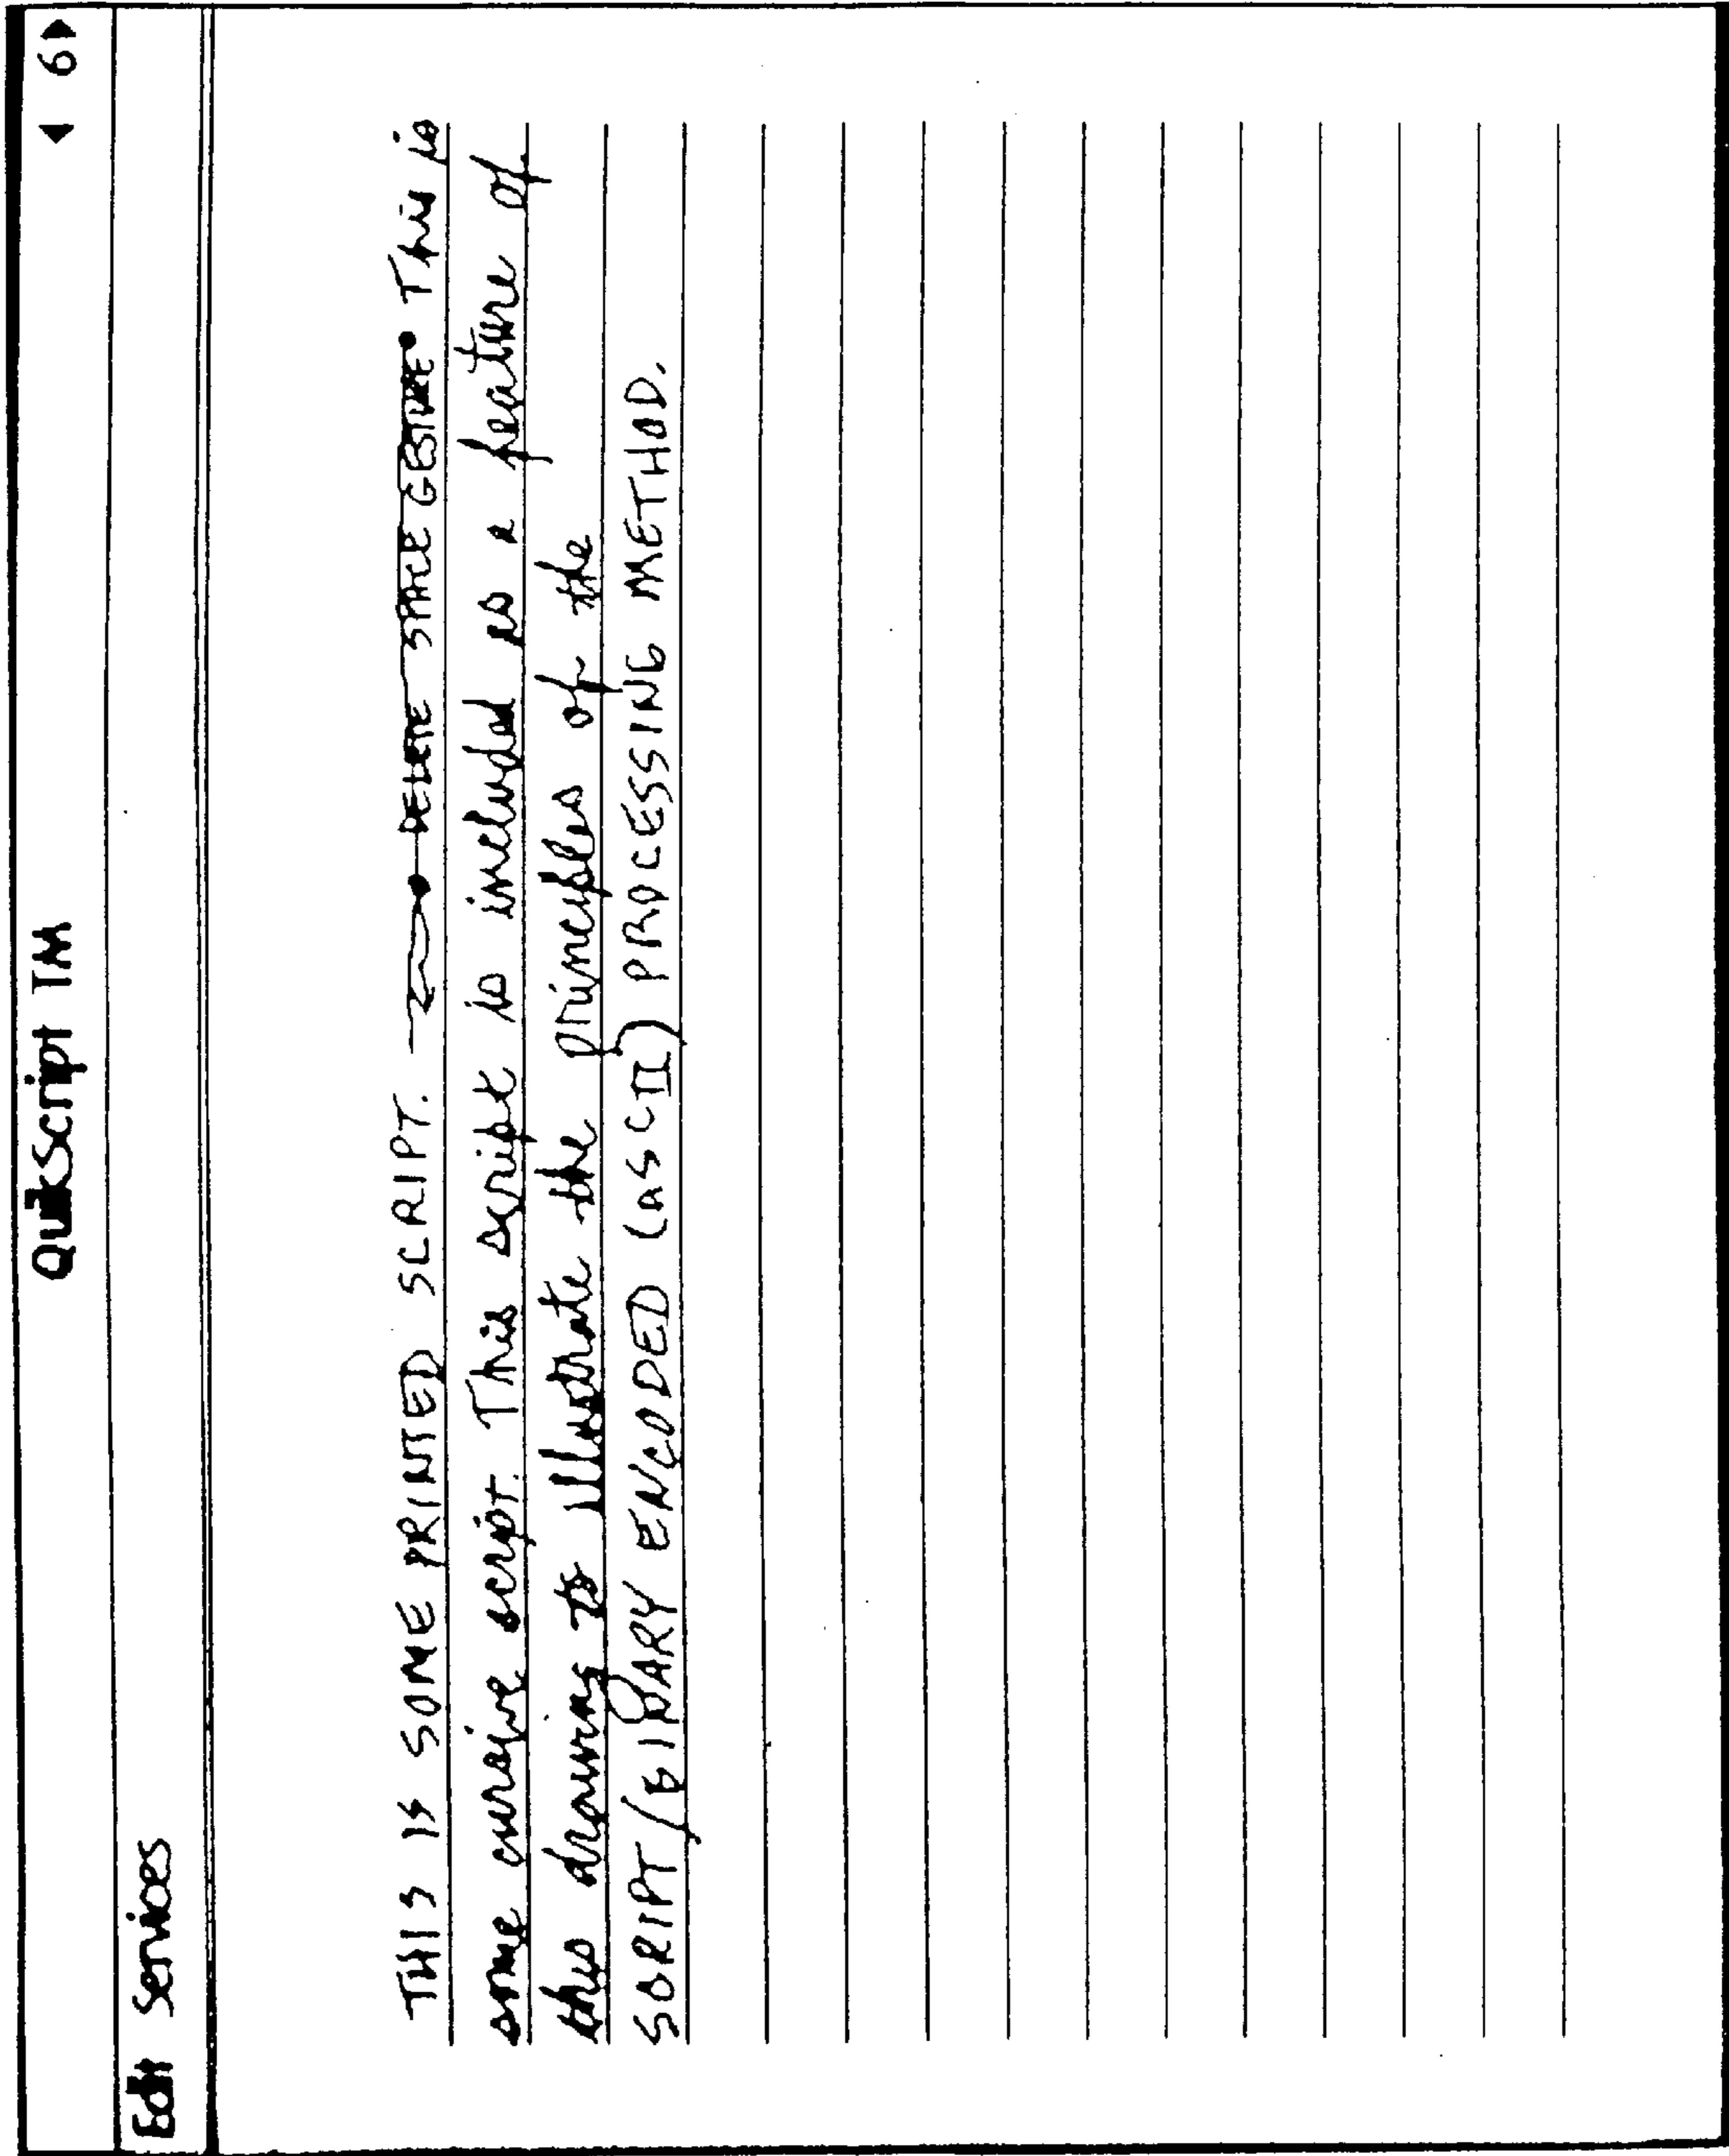 QuikScript TM ◀ 6 ▶
Edit Services
THIS IS SOME PRINTED SCRIPT. DELETE SPACE GESTURE This is
some cursive script. This script is included as a feature of
this drawing to illustrate the principles of the
SCRIPT/BINARY ENCODED (ASCII) PROCESSING METHOD.